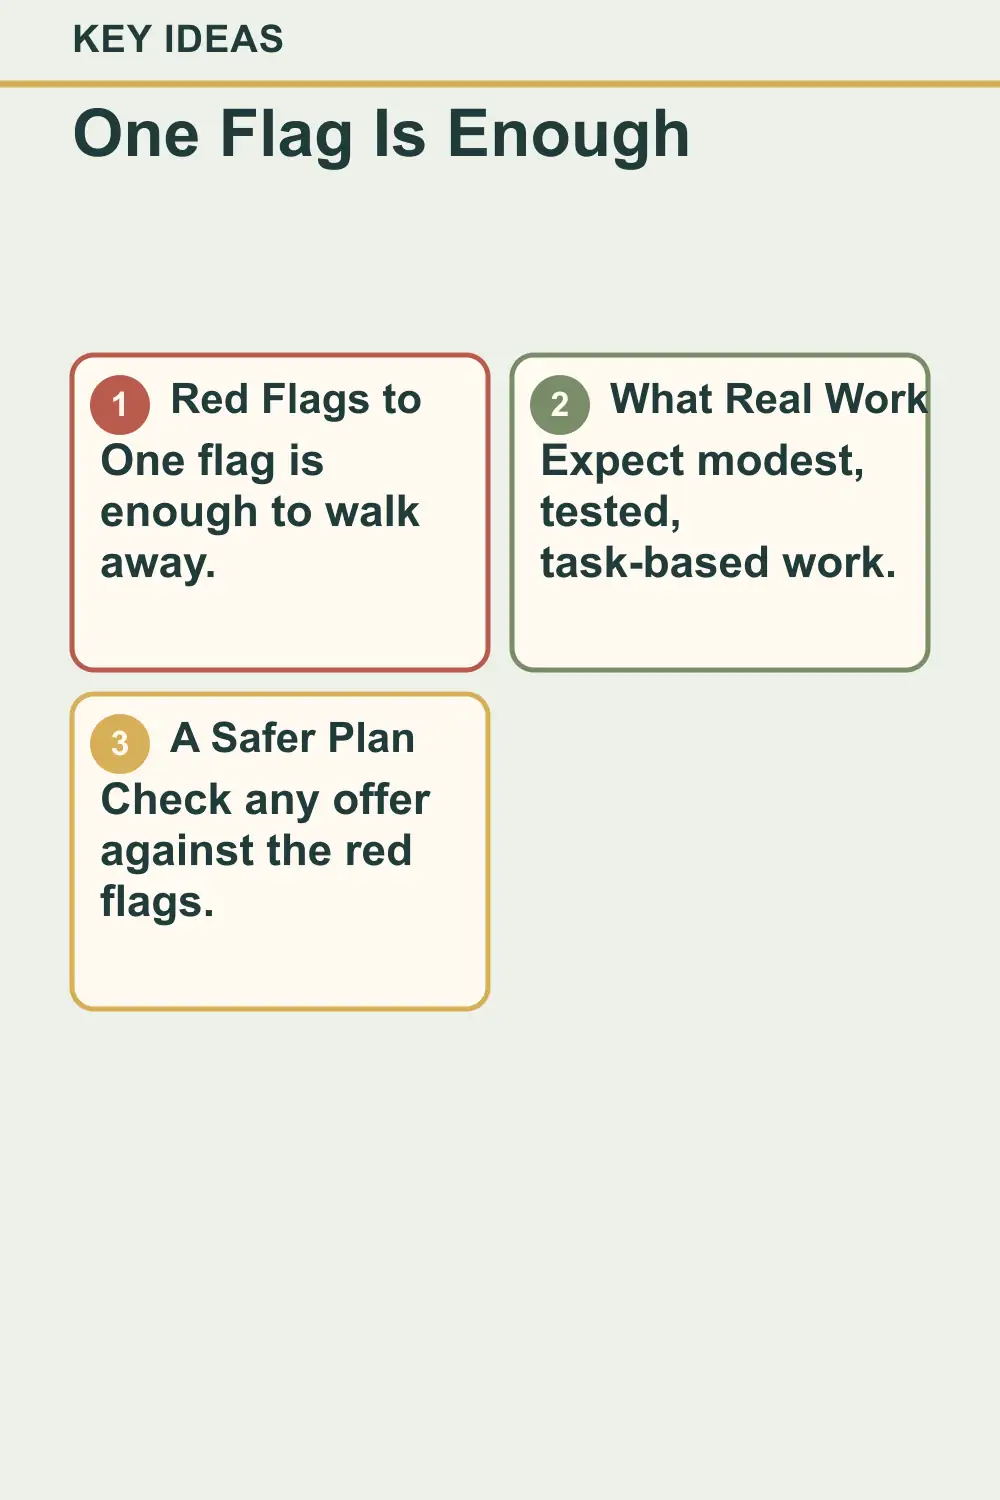 KEY IDEAS
One Flag Is Enough
1 Red Flags to
One flag is
enough to walk
away.
2 What Real Work
Expect modest,
tested,
task-based work.
3 A Safer Plan
Check any offer
against the red
flags.